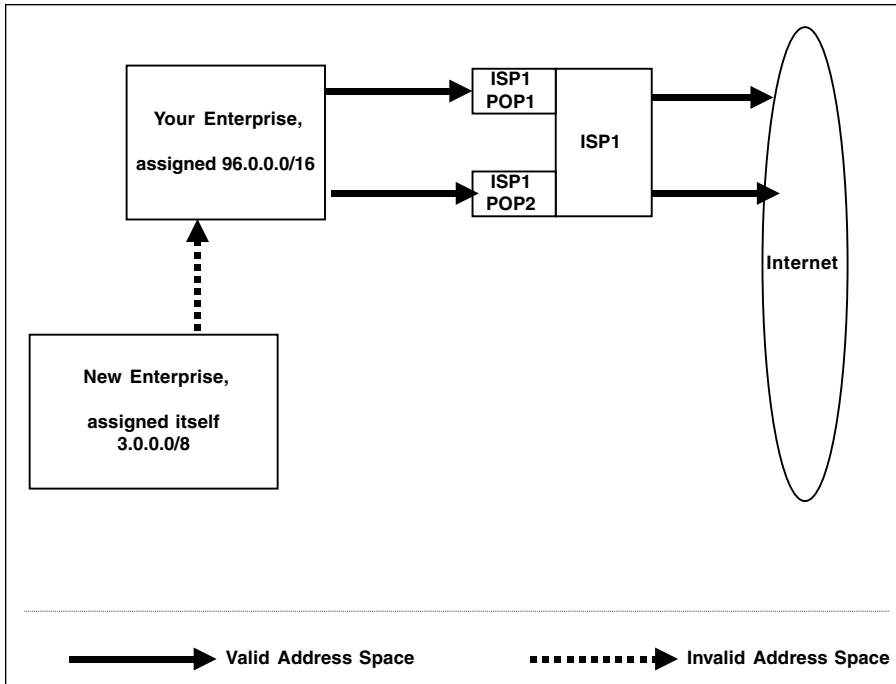 Your Enterprise,
assigned 96.0.0.0/16
ISP1
POP1
ISP1
POP2
ISP1
Internet
New Enterprise,
assigned itself
3.0.0.0/8
Valid Address Space
Invalid Address Space